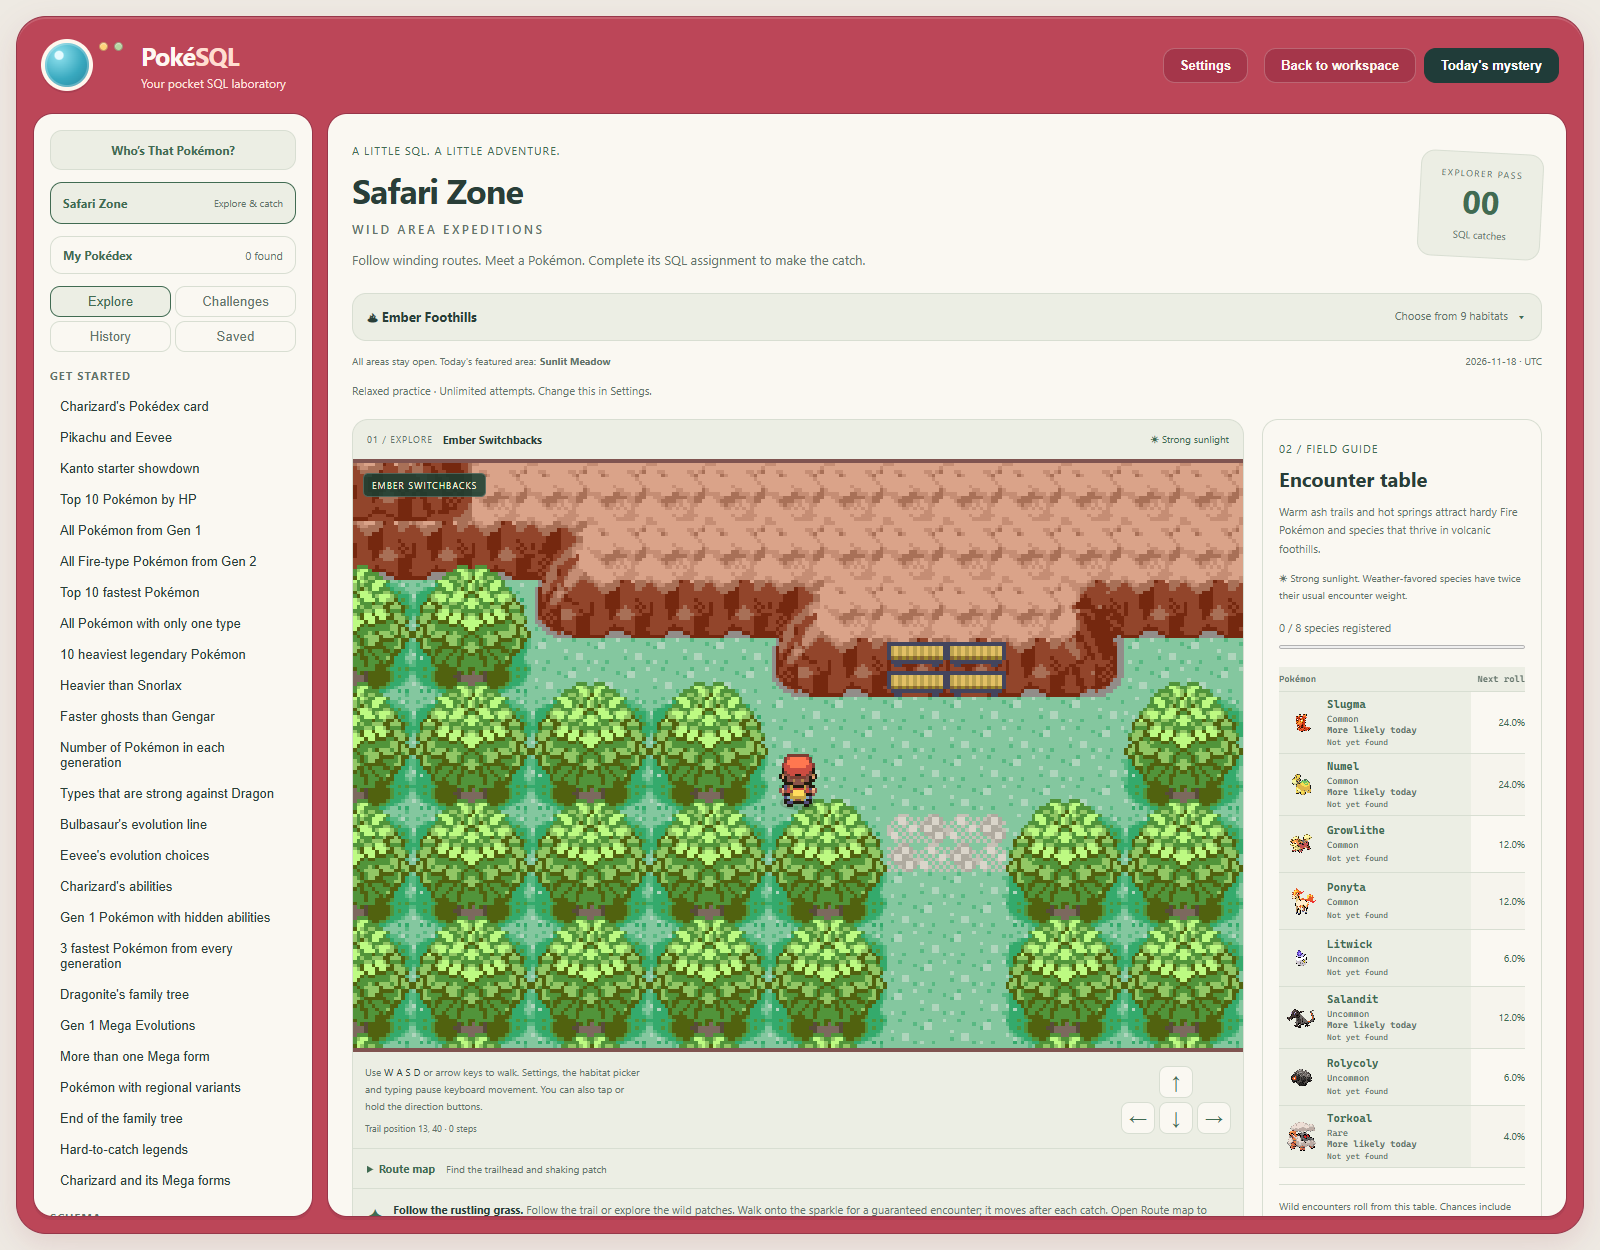 PokéSQL
Your pocket SQL laboratory
Settings
Back to workspace
Today's mystery
Who's That Pokémon?
Safari Zone
Explore & catch
My Pokédex
0 found
Explore
Challenges
History
Saved
GET STARTED
Charizard's Pokédex card
Pikachu and Eevee
Kanto starter showdown
Top 10 Pokémon by HP
All Pokémon from Gen 1
All Fire-type Pokémon from Gen 2
Top 10 fastest Pokémon
All Pokémon with only one type
10 heaviest legendary Pokémon
Heavier than Snorlax
Faster ghosts than Gengar
Number of Pokémon in each
generation
Types that are strong against Dragon
Bulbasaur's evolution line
Eevee's evolution choices
Charizard's abilities
Gen 1 Pokémon with hidden abilities
3 fastest Pokémon from every
generation
Dragonite's family tree
Gen 1 Mega Evolutions
More than one Mega form
Pokémon with regional variants
End of the family tree
Hard-to-catch legends
Charizard and its Mega forms
SCHEMA
A LITTLE SQL. A LITTLE ADVENTURE.
Safari Zone
WILD AREA EXPEDITIONS
Follow winding routes. Meet a Pokémon. Complete its SQL assignment to make the catch.
EXPLORER PASS
00
SQL catches
Ember Foothills
Choose from 9 habitats
All areas stay open. Today's featured area: Sunlit Meadow
2026-11-18 · UTC
Relaxed practice · Unlimited attempts. Change this in Settings.
01 / EXPLORE Ember Switchbacks
☀ Strong sunlight
EMBER SWITCHBACKS
Use W A S D or arrow keys to walk. Settings, the habitat picker
and typing pause keyboard movement. You can also tap or
hold the direction buttons.
Trail position 13, 40 · 0 steps
↑
← ↓ →
Route map Find the trailhead and shaking patch
Follow the rustling grass. Follow the trail or explore the wild patches. Walk onto the sparkle for a guaranteed encounter; it moves after each catch. Open Route map to
02 / FIELD GUIDE
Encounter table
Warm ash trails and hot springs attract hardy Fire
Pokémon and species that thrive in volcanic
foothills.
☀ Strong sunlight. Weather-favored species have twice
their usual encounter weight.
0 / 8 species registered
Pokémon Next roll
Slugma
Common
More likely today
Not yet found
24.0%
Numel
Common
More likely today
Not yet found
24.0%
Growlithe
Common
Not yet found
12.0%
Ponyta
Common
Not yet found
12.0%
Litwick
Uncommon
Not yet found
6.0%
Salandit
Uncommon
More likely today
Not yet found
12.0%
Rolycoly
Uncommon
Not yet found
6.0%
Torkoal
Rare
More likely today
Not yet found
4.0%
Wild encounters roll from this table. Chances include